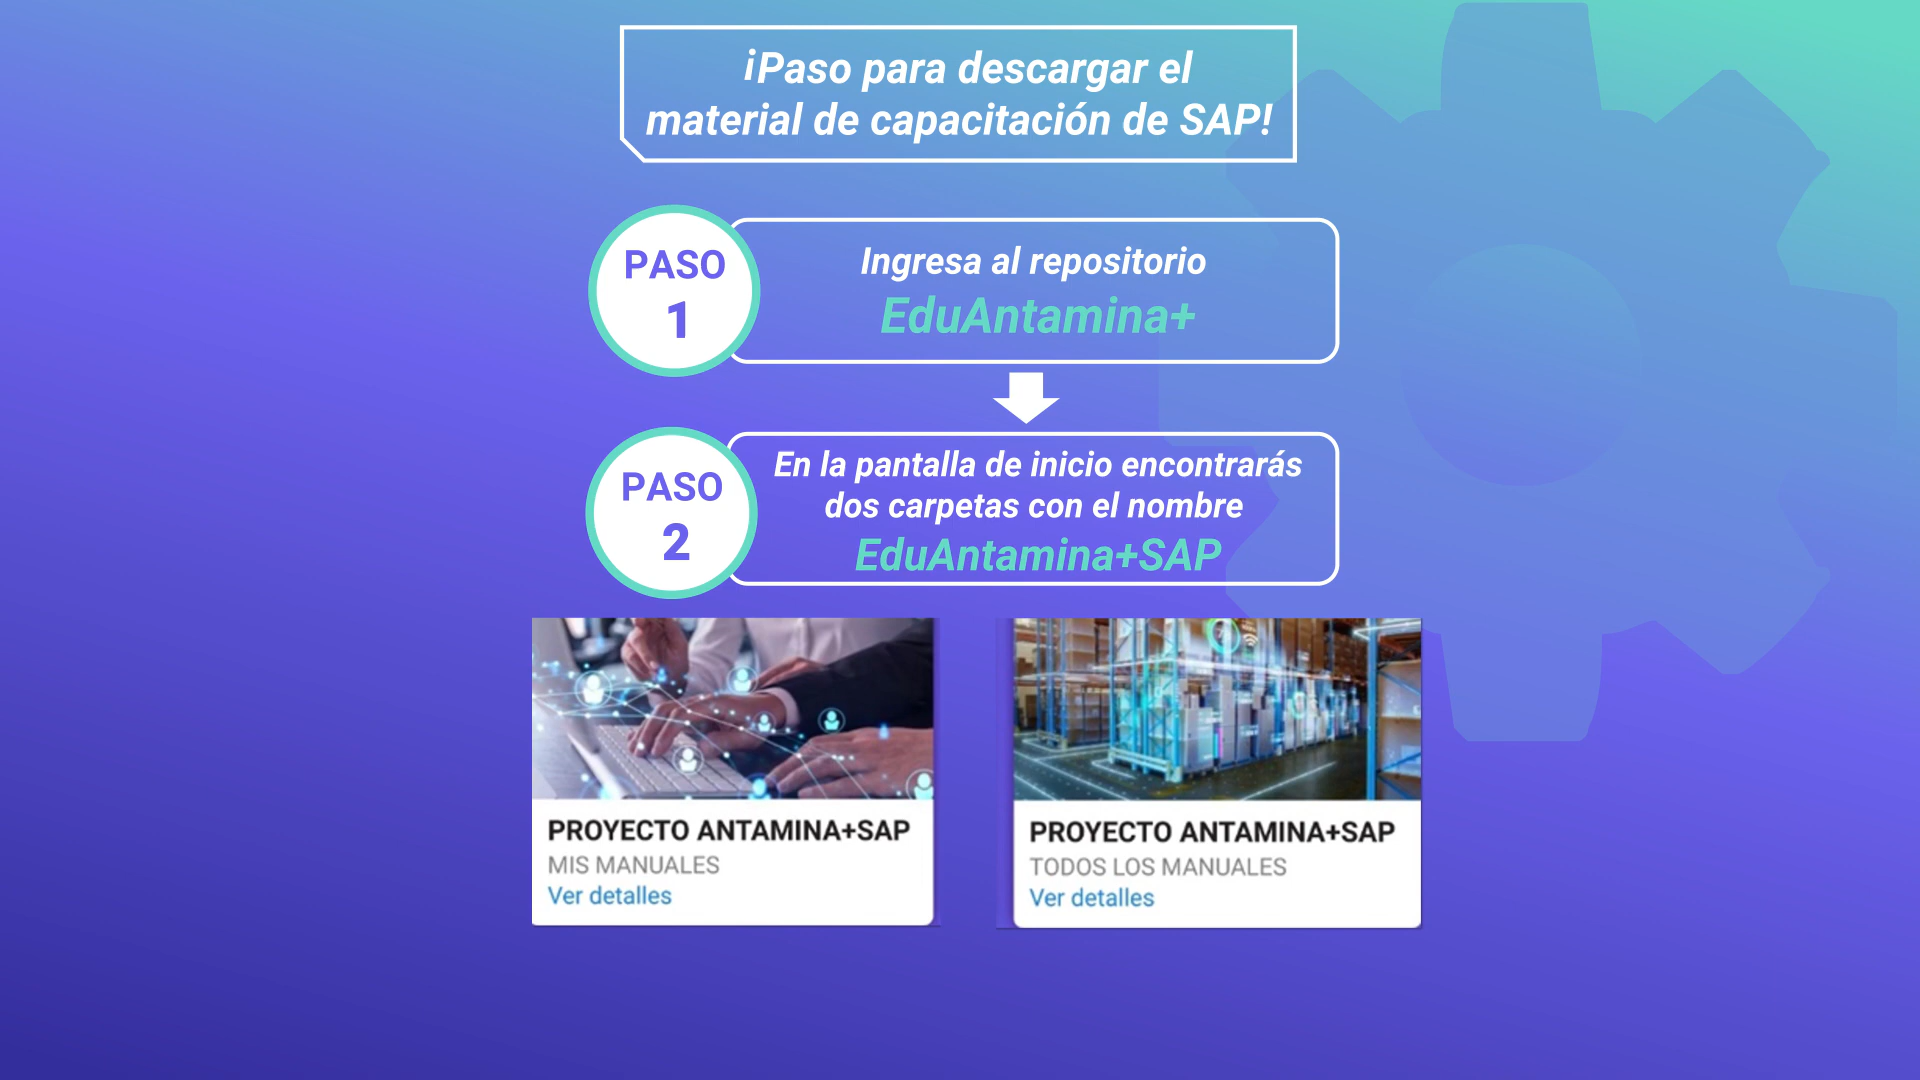 ¡Paso para descargar el
material de capacitación de SAP!
PASO
1
Ingresa al repositorio
EduAntamina+
PASO
2
En la pantalla de inicio encontrarás
dos carpetas con el nombre
EduAntamina+SAP
PROYECTO ANTAMINA+SAP
MIS MANUALES
Ver detalles
PROYECTO ANTAMINA+SAP
TODOS LOS MANUALES
Ver detalles